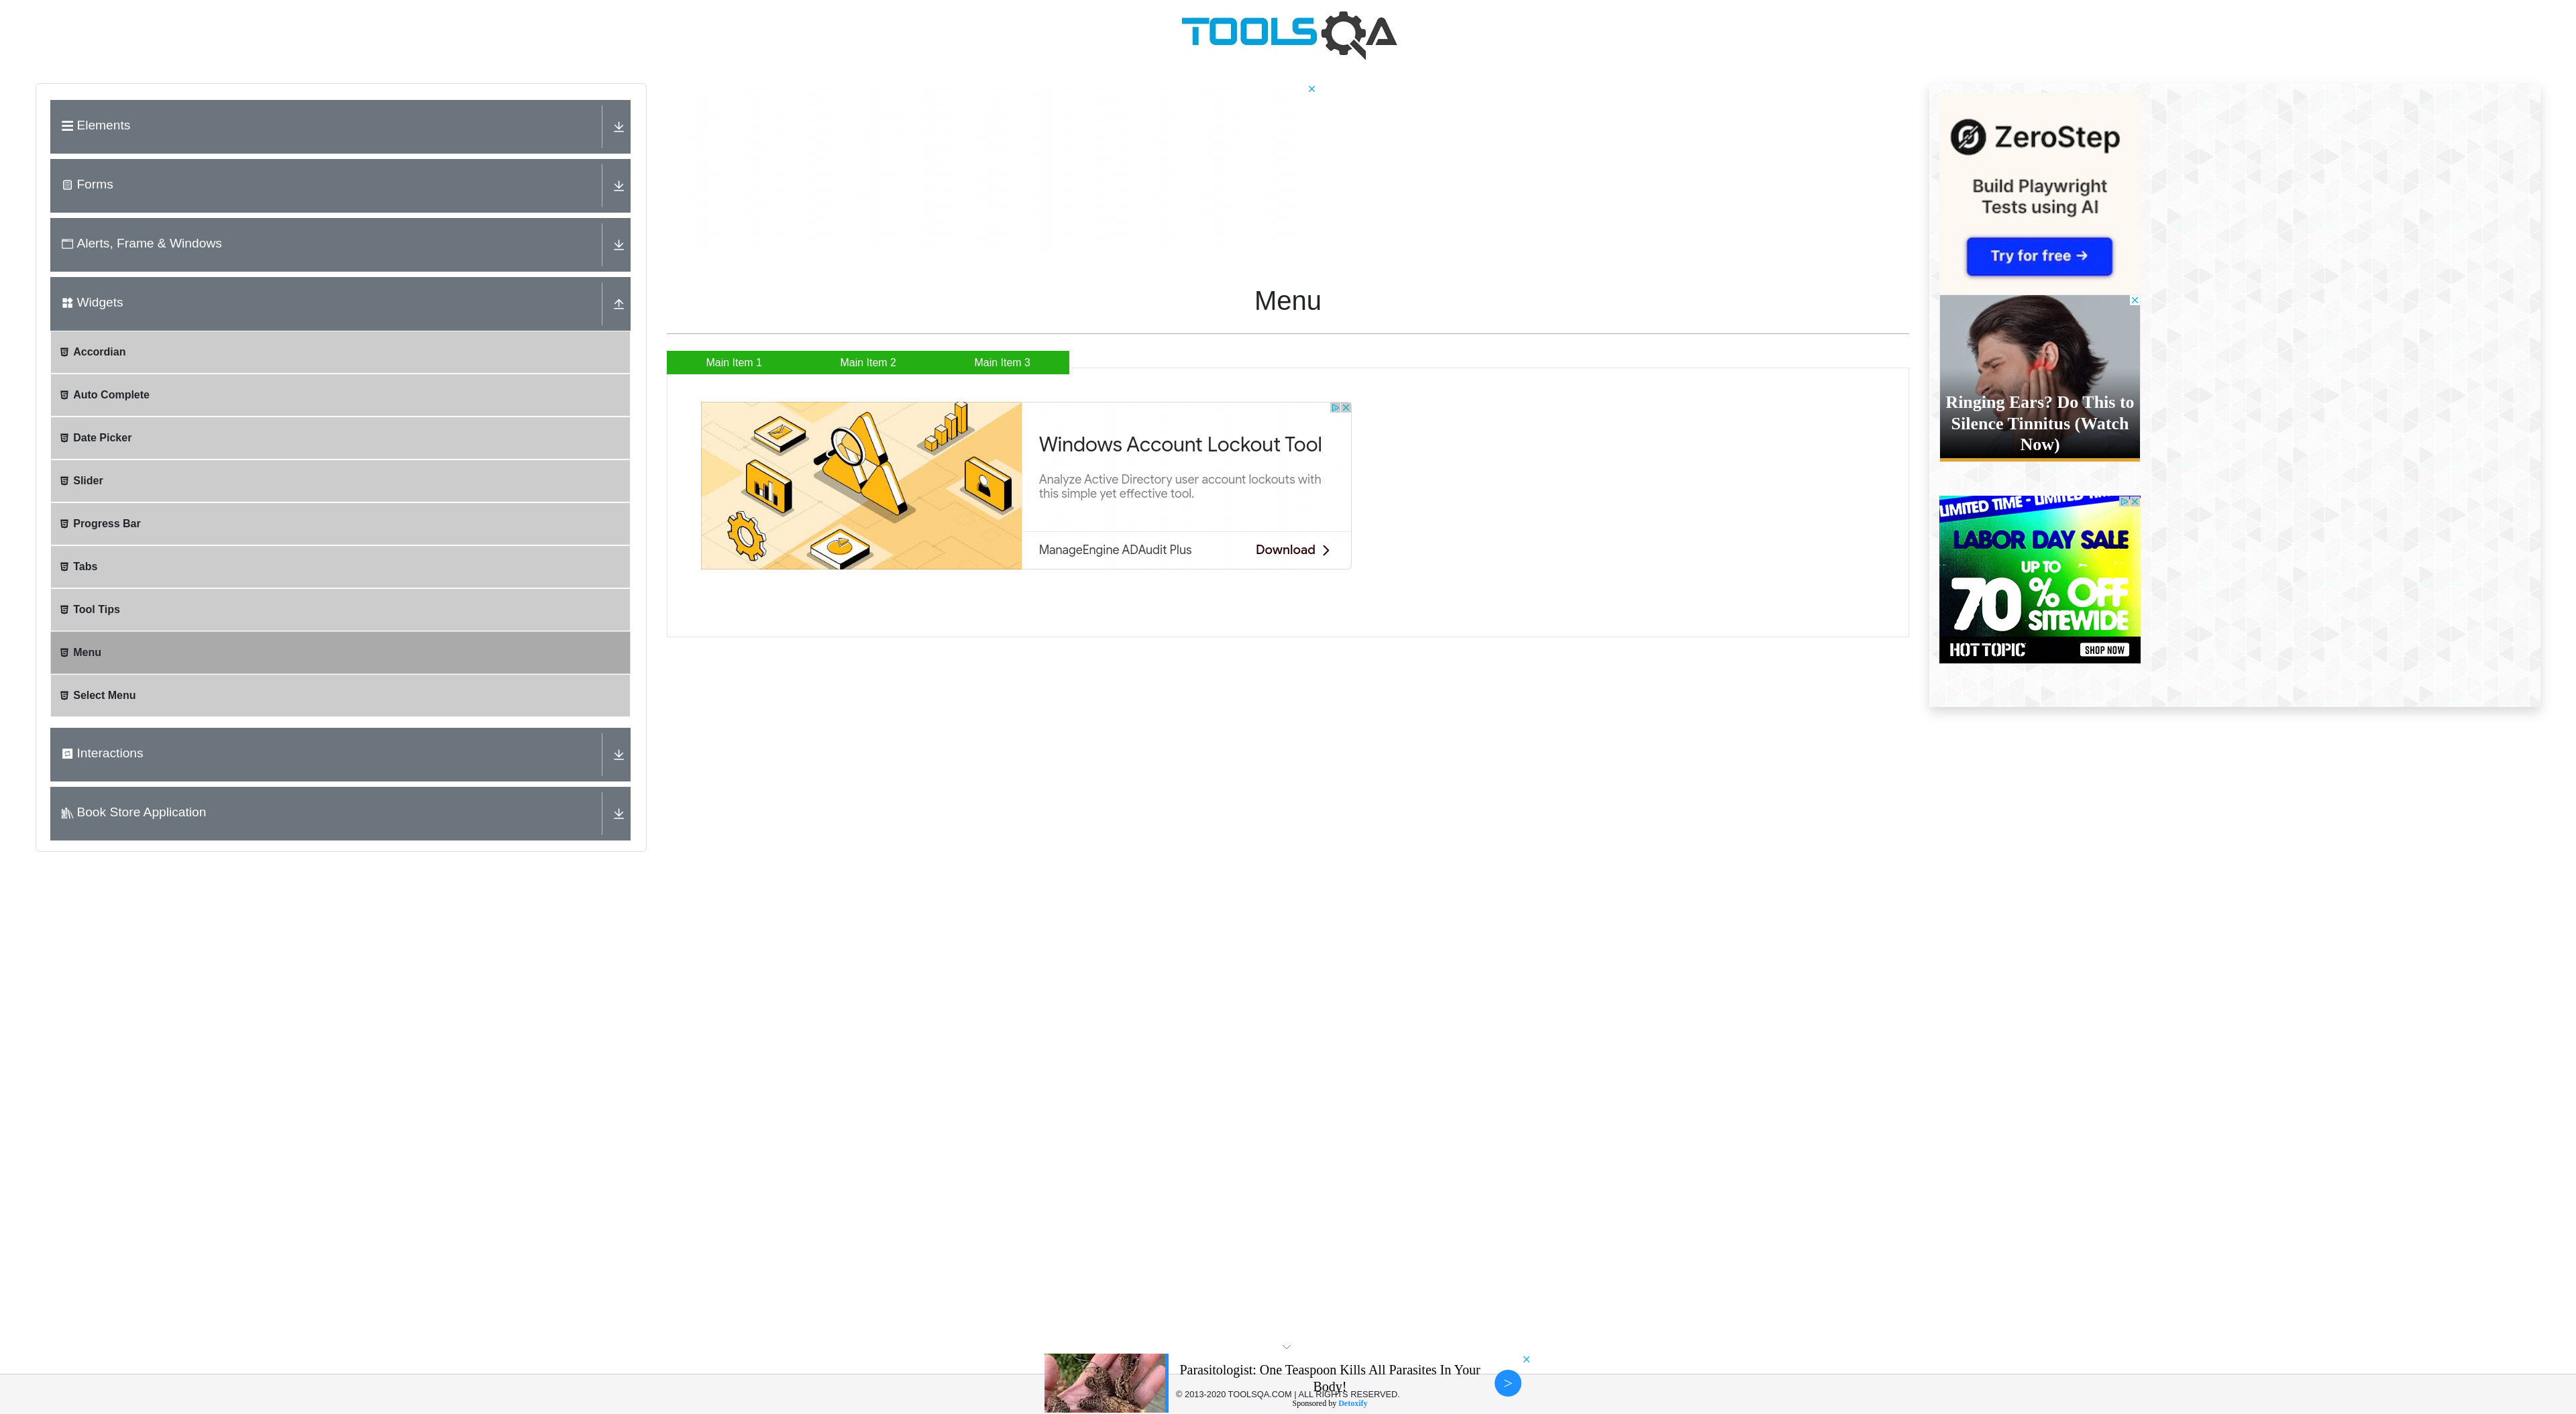 TOOLSQA
Elements
Forms
Alerts, Frame & Windows
Widgets
Accordian
Auto Complete
Date Picker
Slider
Progress Bar
Tabs
Tool Tips
Menu
Select Menu
Interactions
Book Store Application
Menu
Main Item 1 Main Item 2 Main Item 3
Windows Account Lockout Tool
Analyze Active Directory user account lockouts with
this simple yet effective tool.
ManageEngine ADAudit Plus Download
ZeroStep
Build Playwright
Tests using AI
Try for free →
Ringing Ears? Do This to
Silence Tinnitus (Watch
Now)
LIMITED TIME - LIMITED TIME
LABOR DAY SALE
UP TO
70% OFF
SITEWIDE
HOT TOPIC SHOP NOW
Parasitologist: One Teaspoon Kills All Parasites In Your
Body!
© 2013-2020 TOOLSQA.COM | ALL RIGHTS RESERVED.
Sponsored by Detoxify